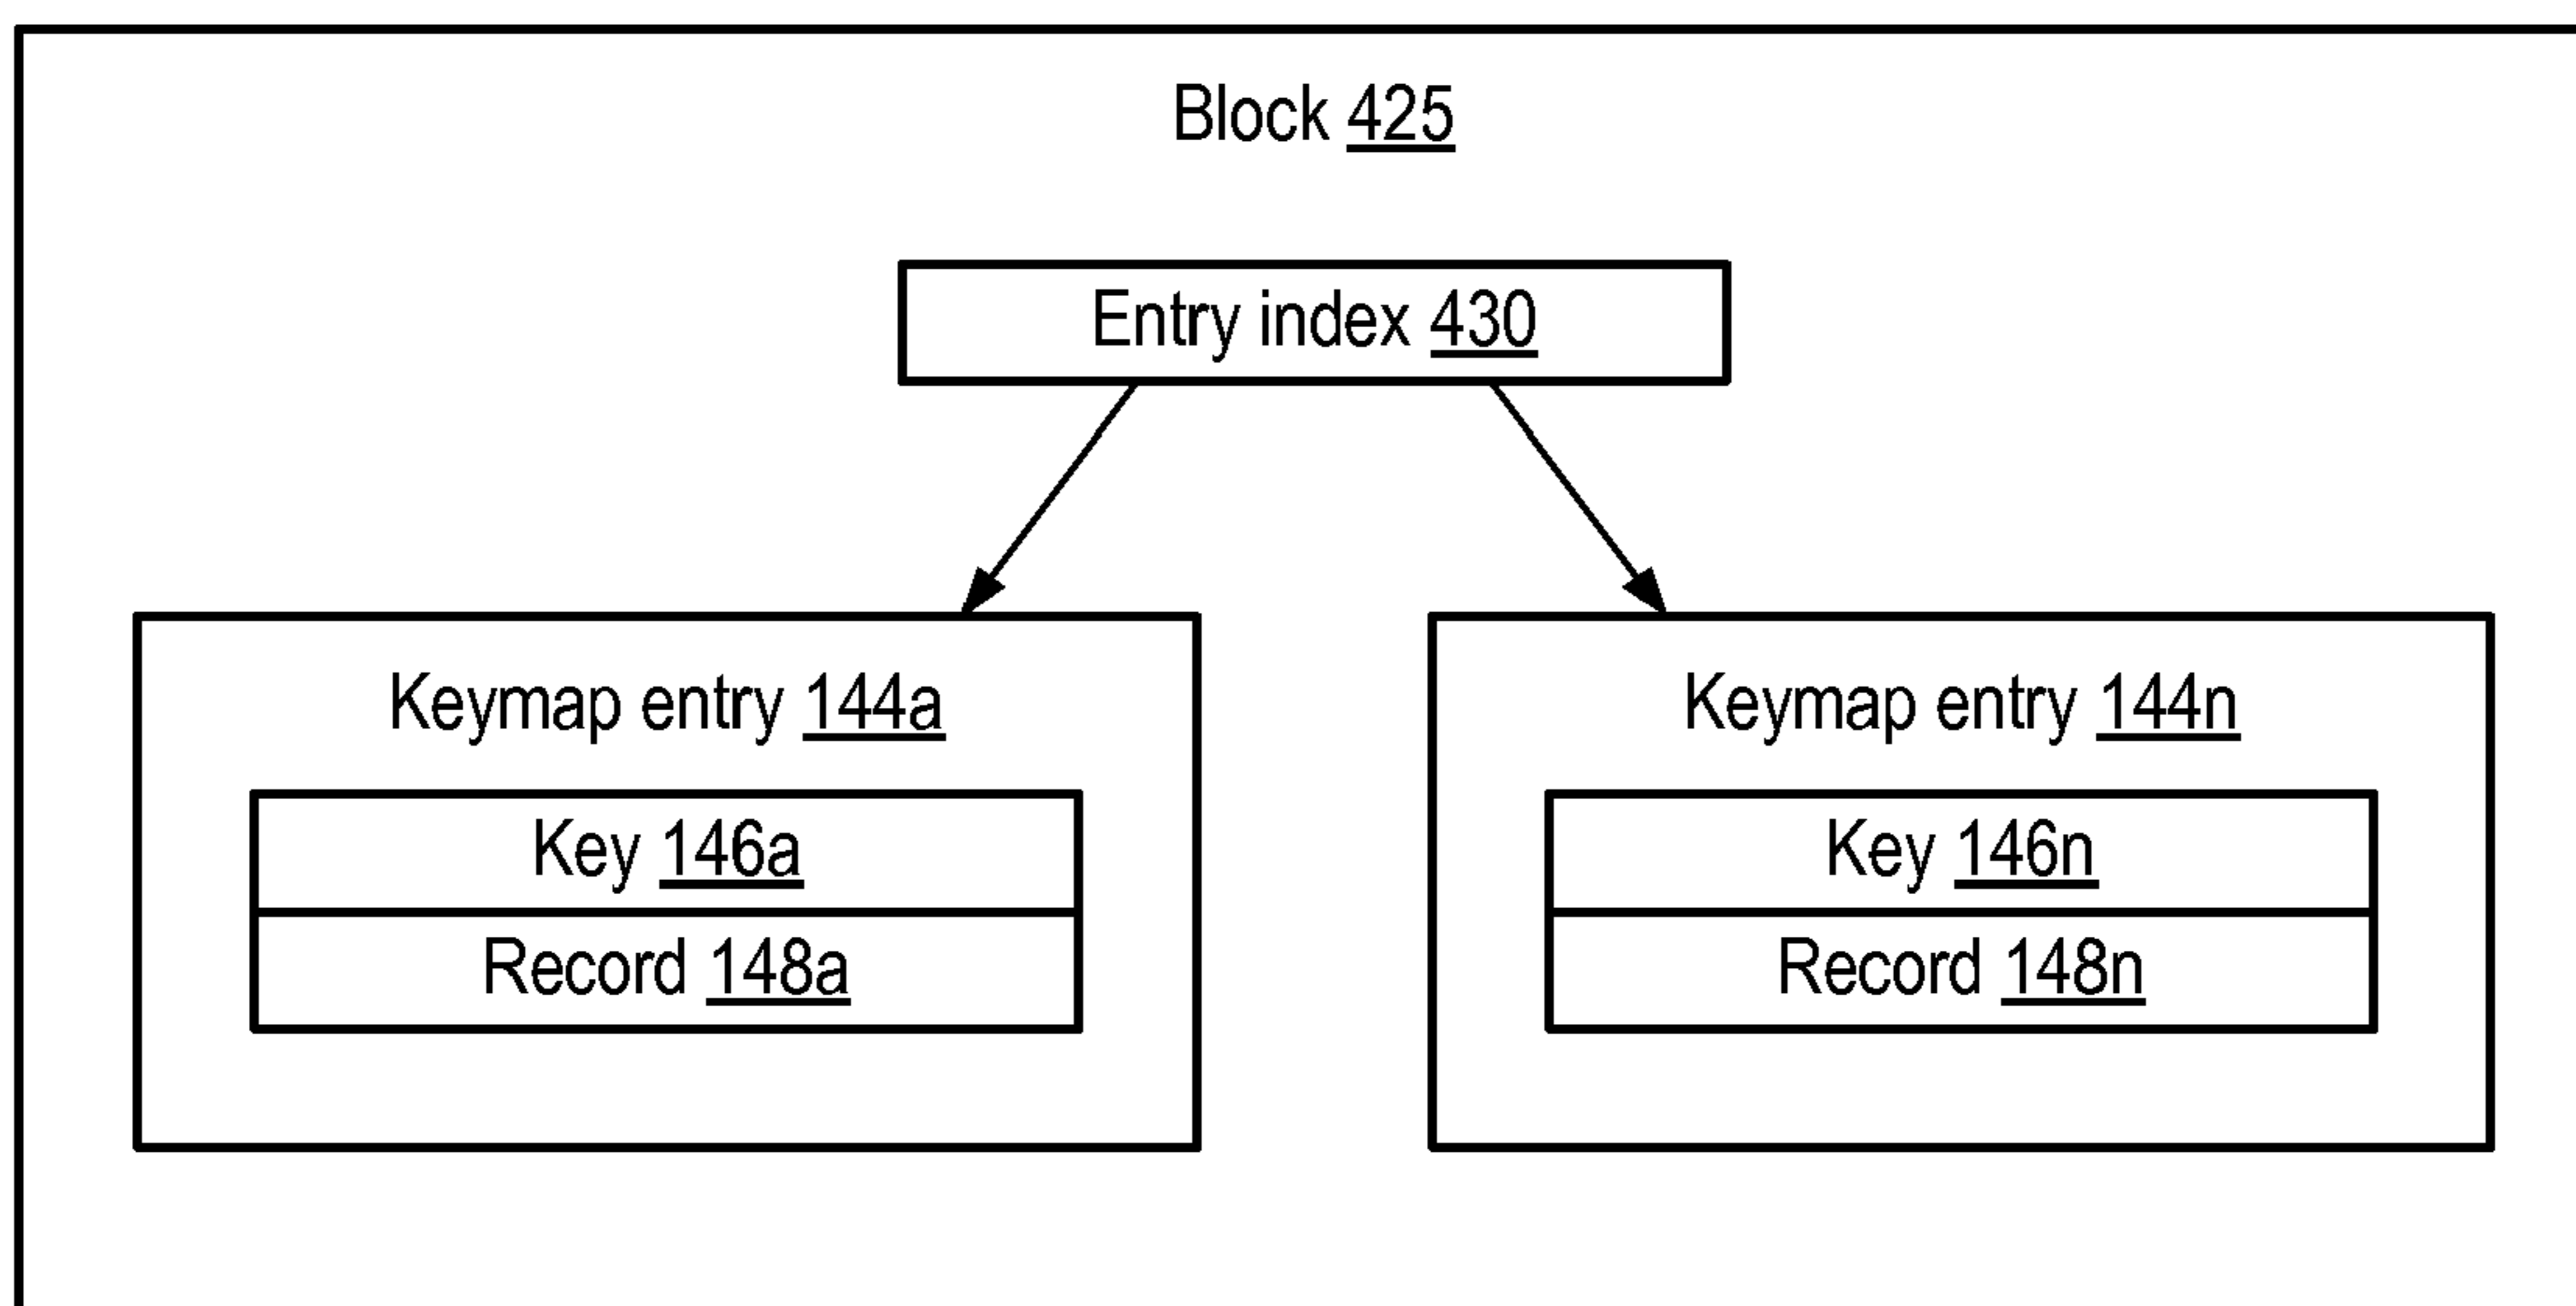 Block 425
Entry index 430
Keymap entry 144a
Key 146a
Record 148a
Keymap entry 144n
Key 146n
Record 148n